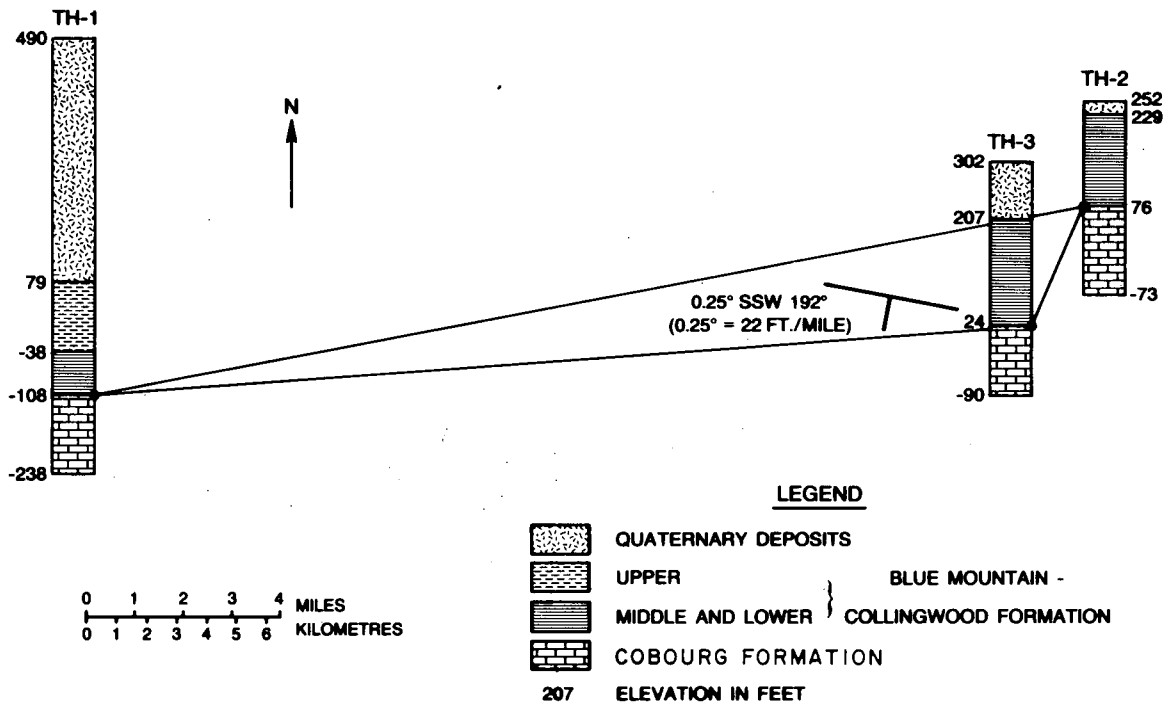 TH-1
490
79
-38
-108
-238
N
TH-2
252
229
76
-73
TH-3
302
207
24
-90
0.25° SSW 192°
(0.25° = 22 FT./MILE)
LEGEND
QUATERNARY DEPOSITS
UPPER
MIDDLE AND LOWER
BLUE MOUNTAIN -
COLLINGWOOD FORMATION
COBOURG FORMATION
207 ELEVATION IN FEET
0 1 2 3 4 MILES
0 1 2 3 4 5 6 KILOMETRES